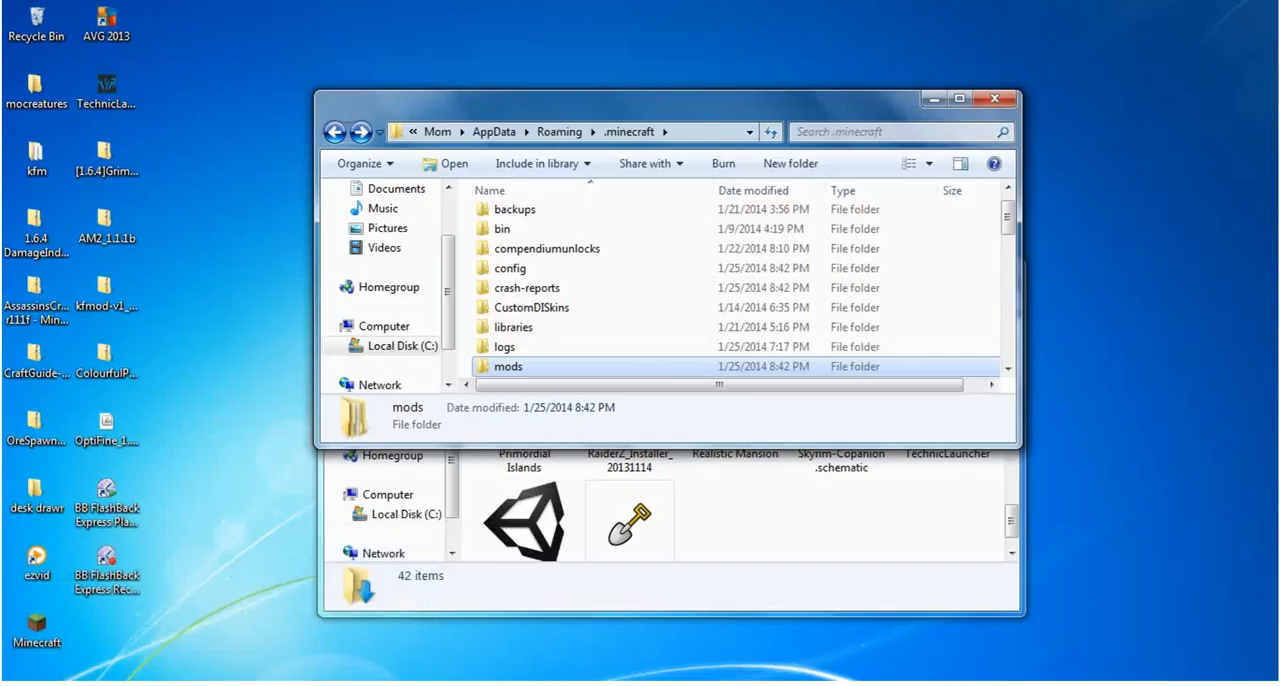 Recycle Bin
AVG 2013
mocreatures
TechnicLa...
kfm
[1.6.4]Grim...
1.6.4
DamageInd...
AM2_1.1.1b
AssassinsCr...
r111f - Min...
kfmod-v1_...
CraftGuide-...
ColourfulP...
OreSpawn...
OptiFine_1....
desk drawr
BB FlashBack
Express Pla...
ezvid
BB FlashBack
Express Rec...
Minecraft
« Mom AppData Roaming .minecraft
Search .minecraft
Organize Open Include in library Share with Burn New folder
Documents
Music
Pictures
Videos
Homegroup
Computer
Local Disk (C:)
Network
Name Date modified Type Size
backups 1/21/2014 3:56 PM File folder
bin 1/9/2014 4:19 PM File folder
compendiumunlocks 1/22/2014 8:10 PM File folder
config 1/25/2014 8:42 PM File folder
crash-reports 1/25/2014 8:42 PM File folder
CustomDISkins 1/14/2014 6:35 PM File folder
libraries 1/21/2014 5:16 PM File folder
logs 1/25/2014 7:17 PM File folder
mods 1/25/2014 8:42 PM File folder
mods Date modified: 1/25/2014 8:42 PM
File folder
Homegroup
Computer
Local Disk (C:)
Network
Primordial
Islands
RaiderZ_Installer_
20131114
Realistic Mansion
Skyrim-Copanion
.schematic
TechnicLauncher
42 items